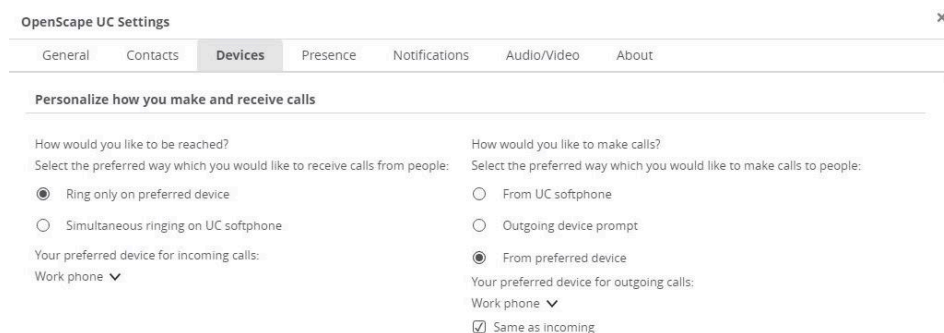 OpenScape UC Settings
General Contacts Devices Presence Notifications Audio/Video About
Personalize how you make and receive calls
How would you like to be reached?
Select the preferred way which you would like to receive calls from people:
Ring only on preferred device
Simultaneous ringing on UC softphone
Your preferred device for incoming calls:
Work phone
How would you like to make calls?
Select the preferred way which you would like to make calls to people:
From UC softphone
Outgoing device prompt
From preferred device
Your preferred device for outgoing calls:
Work phone
Same as incoming